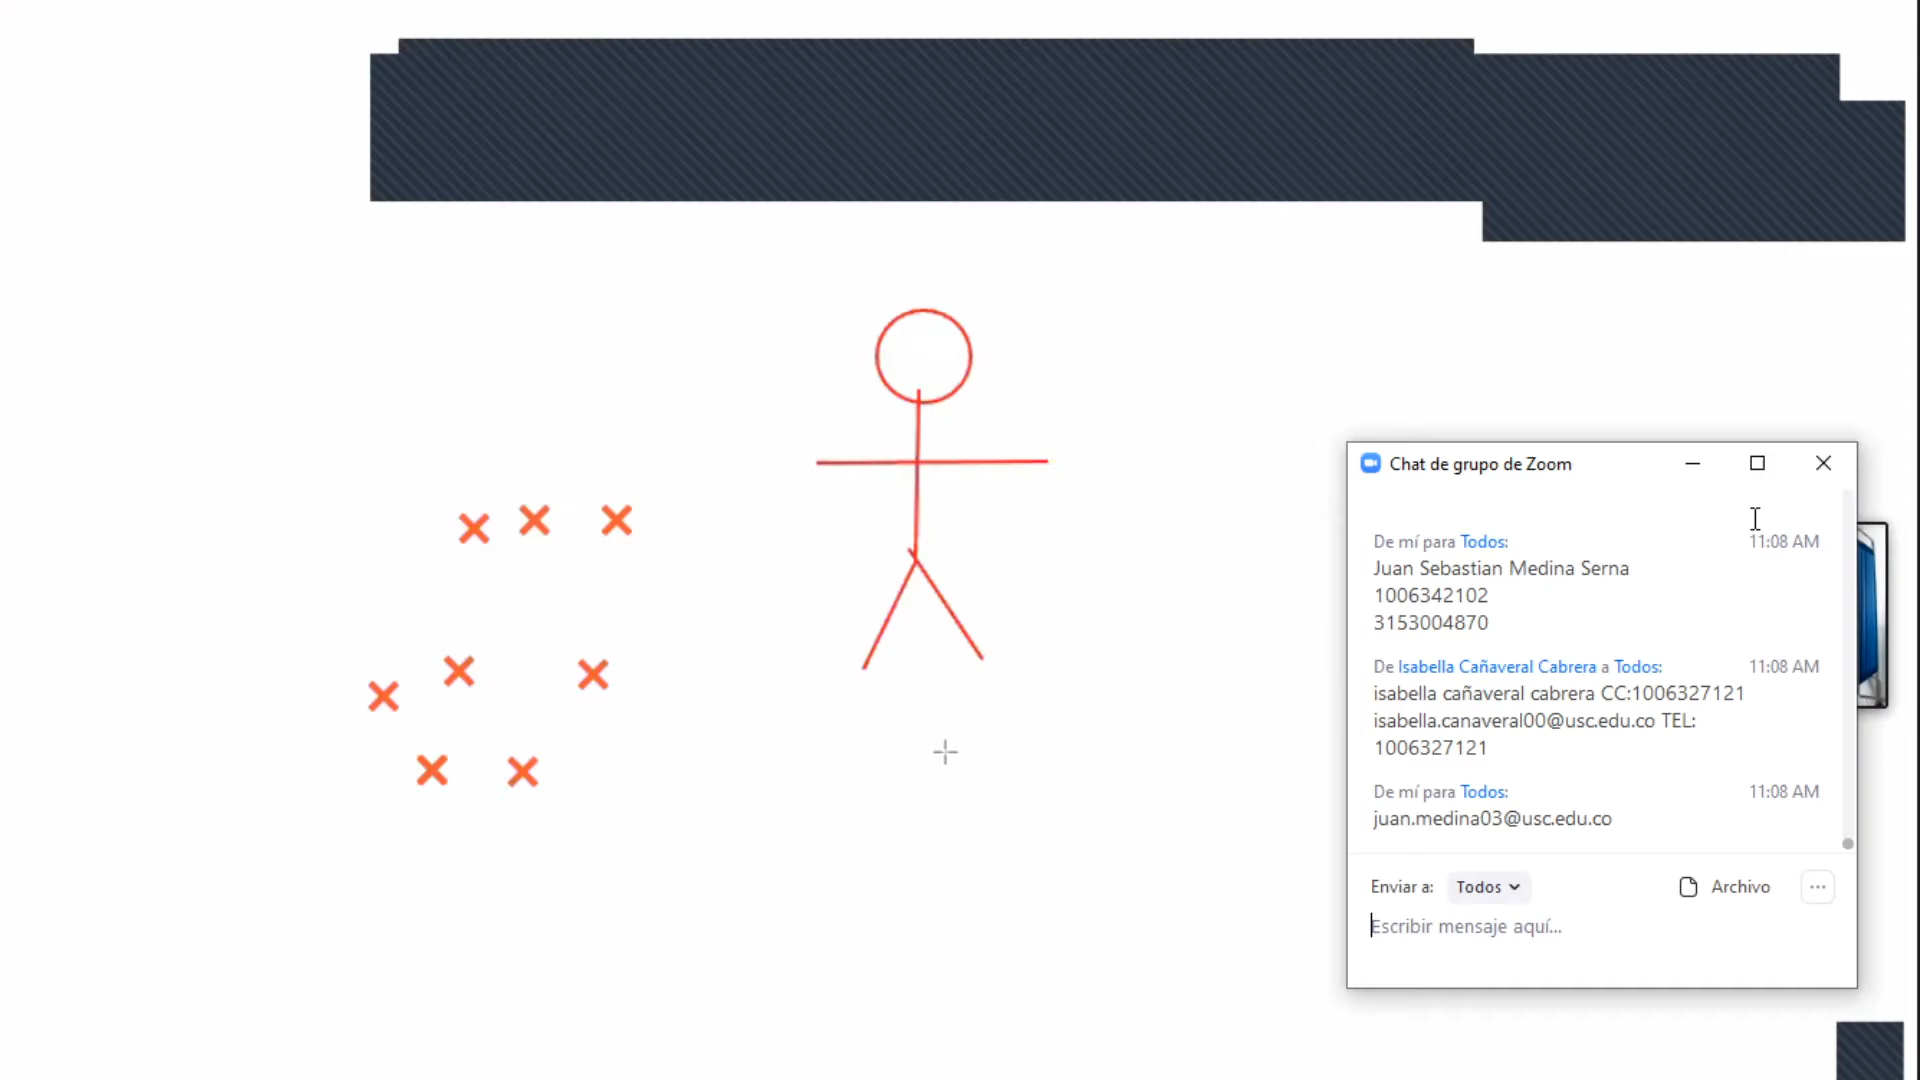 Chat de grupo de Zoom
De mí para Todos: 11:08 AM
Juan Sebastian Medina Serna
1006342102
3153004870
De Isabella Cañaveral Cabrera a Todos: 11:08 AM
isabella cañaveral cabrera CC:1006327121
isabella.canaveral00@usc.edu.co TEL:
1006327121
De mí para Todos: 11:08 AM
juan.medina03@usc.edu.co
Enviar a: Todos Archivo
Escribir mensaje aquí...